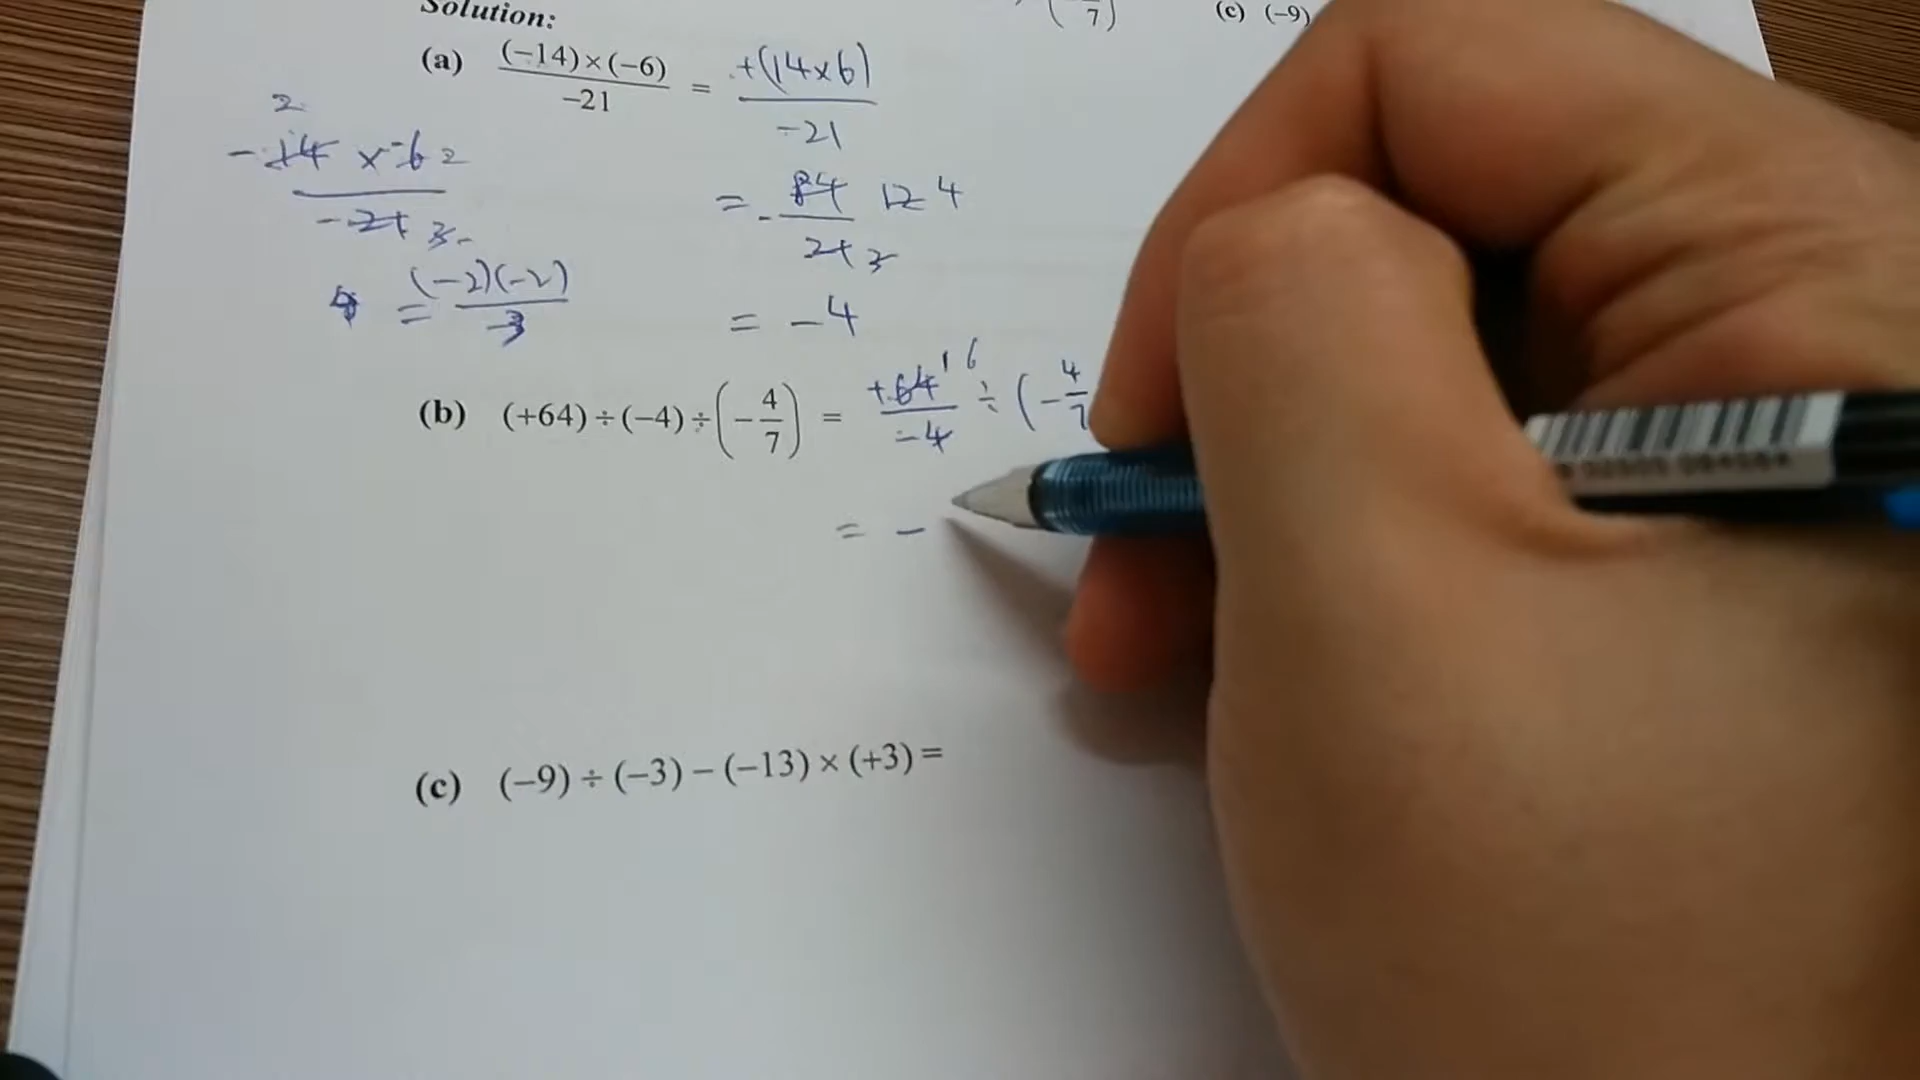 Solution:
7
(c) (−9)
(a) (−14)×(−6) / −21 = +(14×6) / −21
2
−14 × −6 2
−21 3
= −84 12 4 / 21 3
= (−2)(−2) / −3
= −4
(b) (+64) ÷ (−4) ÷ (−4/7) = +64 16 / −4 ÷ (−4/7
= −
(c) (−9) ÷ (−3) − (−13) × (+3) =